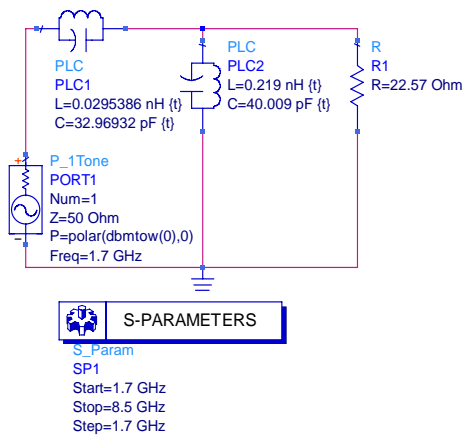 PLC
PLC1
L=0.0295386 nH {t}
C=32.96932 pF {t}
PLC
PLC2
L=0.219 nH {t}
C=40.009 pF {t}
R
R1
R=22.57 Ohm
+
P_1Tone
PORT1
Num=1
Z=50 Ohm
P=polar(dbmtow(0),0)
Freq=1.7 GHz
S-PARAMETERS
S_Param
SP1
Start=1.7 GHz
Stop=8.5 GHz
Step=1.7 GHz